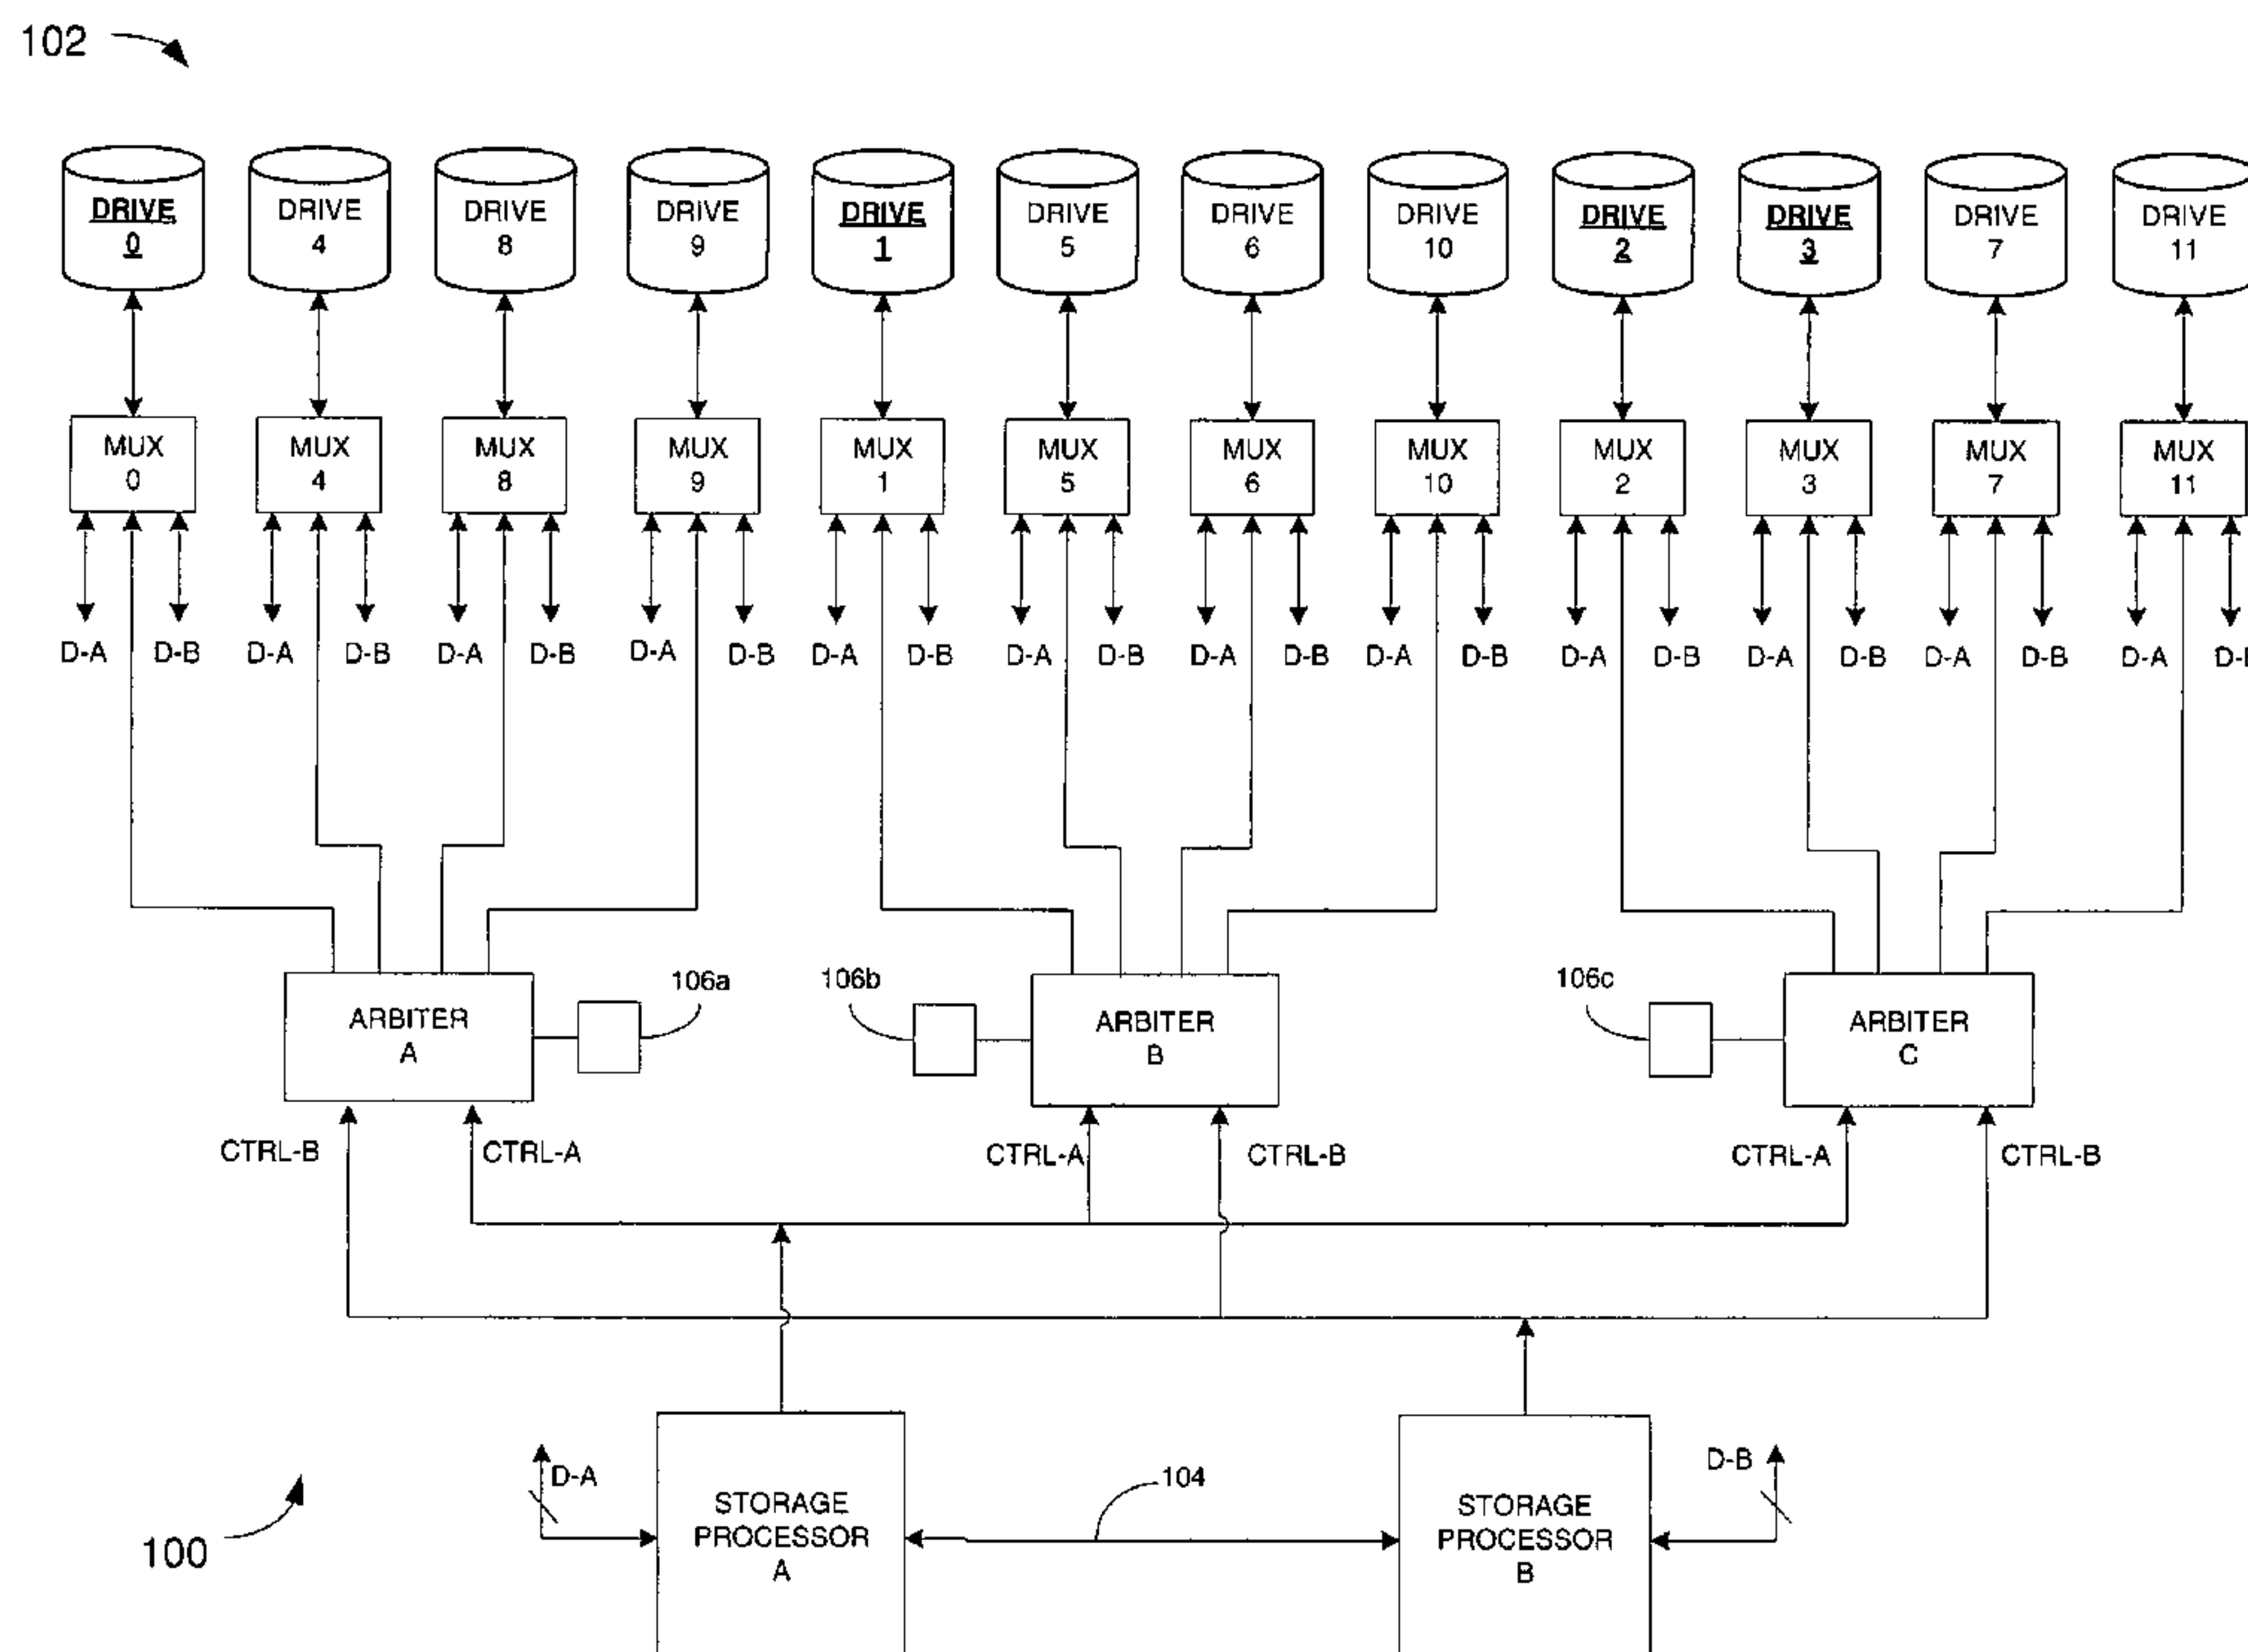 102
DRIVE DRIVE DRIVE DRIVE DRIVE DRIVE DRIVE DRIVE DRIVE DRIVE DRIVE DRIVE
0 4 8 9 1 5 6 10 2 3 7 11
MUX MUX MUX MUX MUX MUX MUX MUX MUX MUX MUX MUX
0 4 8 9 1 5 6 10 2 3 7 11
D-A D-B D-A D-B D-A D-B D-A D-B D-A D-B D-A D-B D-A D-B D-A D-B D-A D-B D-A D-B D-A D-B D-A
106a 106b 106c
ARBITER ARBITER ARBITER
A B C
CTRL-B CTRL-A CTRL-A CTRL-B CTRL-A CTRL-B
D-A 104 D-B
STORAGE STORAGE
PROCESSOR PROCESSOR
A B
100